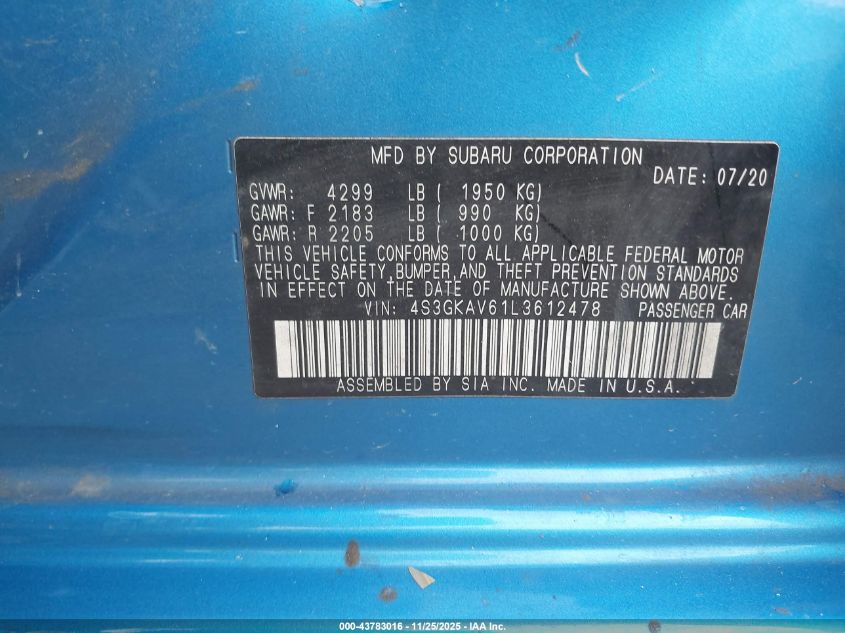 MFD BY SUBARU CORPORATION
DATE: 07/20
GVWR: 4299 LB ( 1950 KG)
GAWR: F 2183 LB ( 990 KG)
GAWR: R 2205 LB ( 1000 KG)
THIS VEHICLE CONFORMS TO ALL APPLICABLE FEDERAL MOTOR
VEHICLE SAFETY, BUMPER, AND THEFT PREVENTION STANDARDS
IN EFFECT ON THE DATE OF MANUFACTURE SHOWN ABOVE.
VIN: 4S3GKAV61L3612478 PASSENGER CAR
ASSEMBLED BY SIA INC. MADE IN U.S.A.
000-43783016 - 11/25/2025 - IAA Inc.